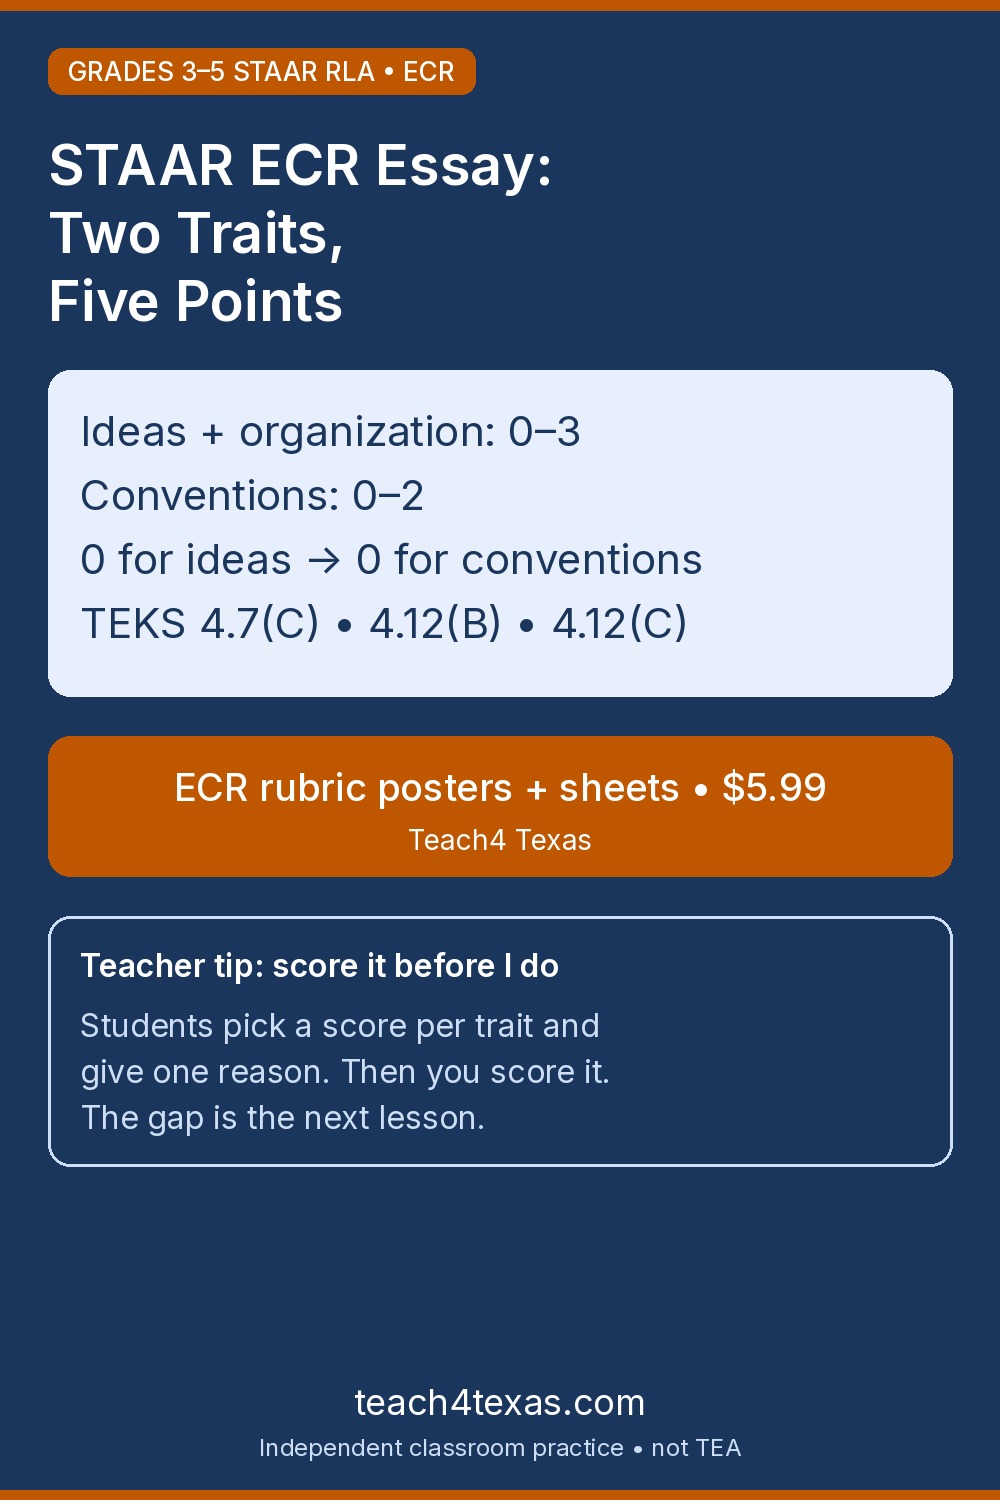 GRADES 3–5 STAAR RLA • ECR
STAAR ECR Essay:
Two Traits,
Five Points
Ideas + organization: 0–3
Conventions: 0–2
0 for ideas → 0 for conventions
TEKS 4.7(C) • 4.12(B) • 4.12(C)
ECR rubric posters + sheets • $5.99
Teach4 Texas
Teacher tip: score it before I do
Students pick a score per trait and
give one reason. Then you score it.
The gap is the next lesson.
teach4texas.com
Independent classroom practice • not TEA